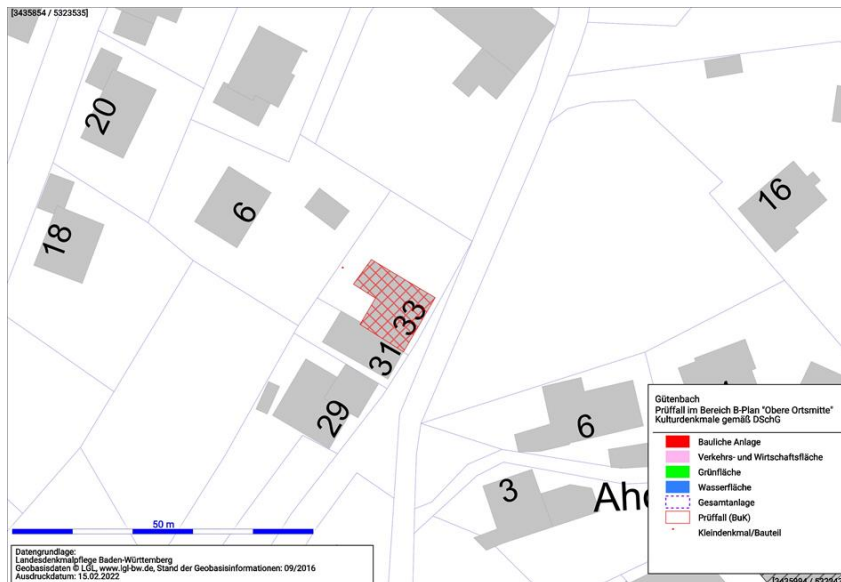 [3435854 / 5323535]
20
18
6
16
33
31
29
6
3
Gütenbach
Prüffall im Bereich B-Plan "Obere Ortsmitte"
Kulturdenkmale gemäß DSchG
Bauliche Anlage
Verkehrs- und Wirtschaftsfläche
Grünfläche
Wasserfläche
Gesamtanlage
Prüffall (BuK)
Kleindenkmal/Bauteil
50 m
Datengrundlage:
Landesdenkmalpflege Baden-Württemberg
Geobasisdaten © LGL, www.lgl-bw.de, Stand der Geobasisinformationen: 09/2016
Ausdruckdatum: 15.02.2022